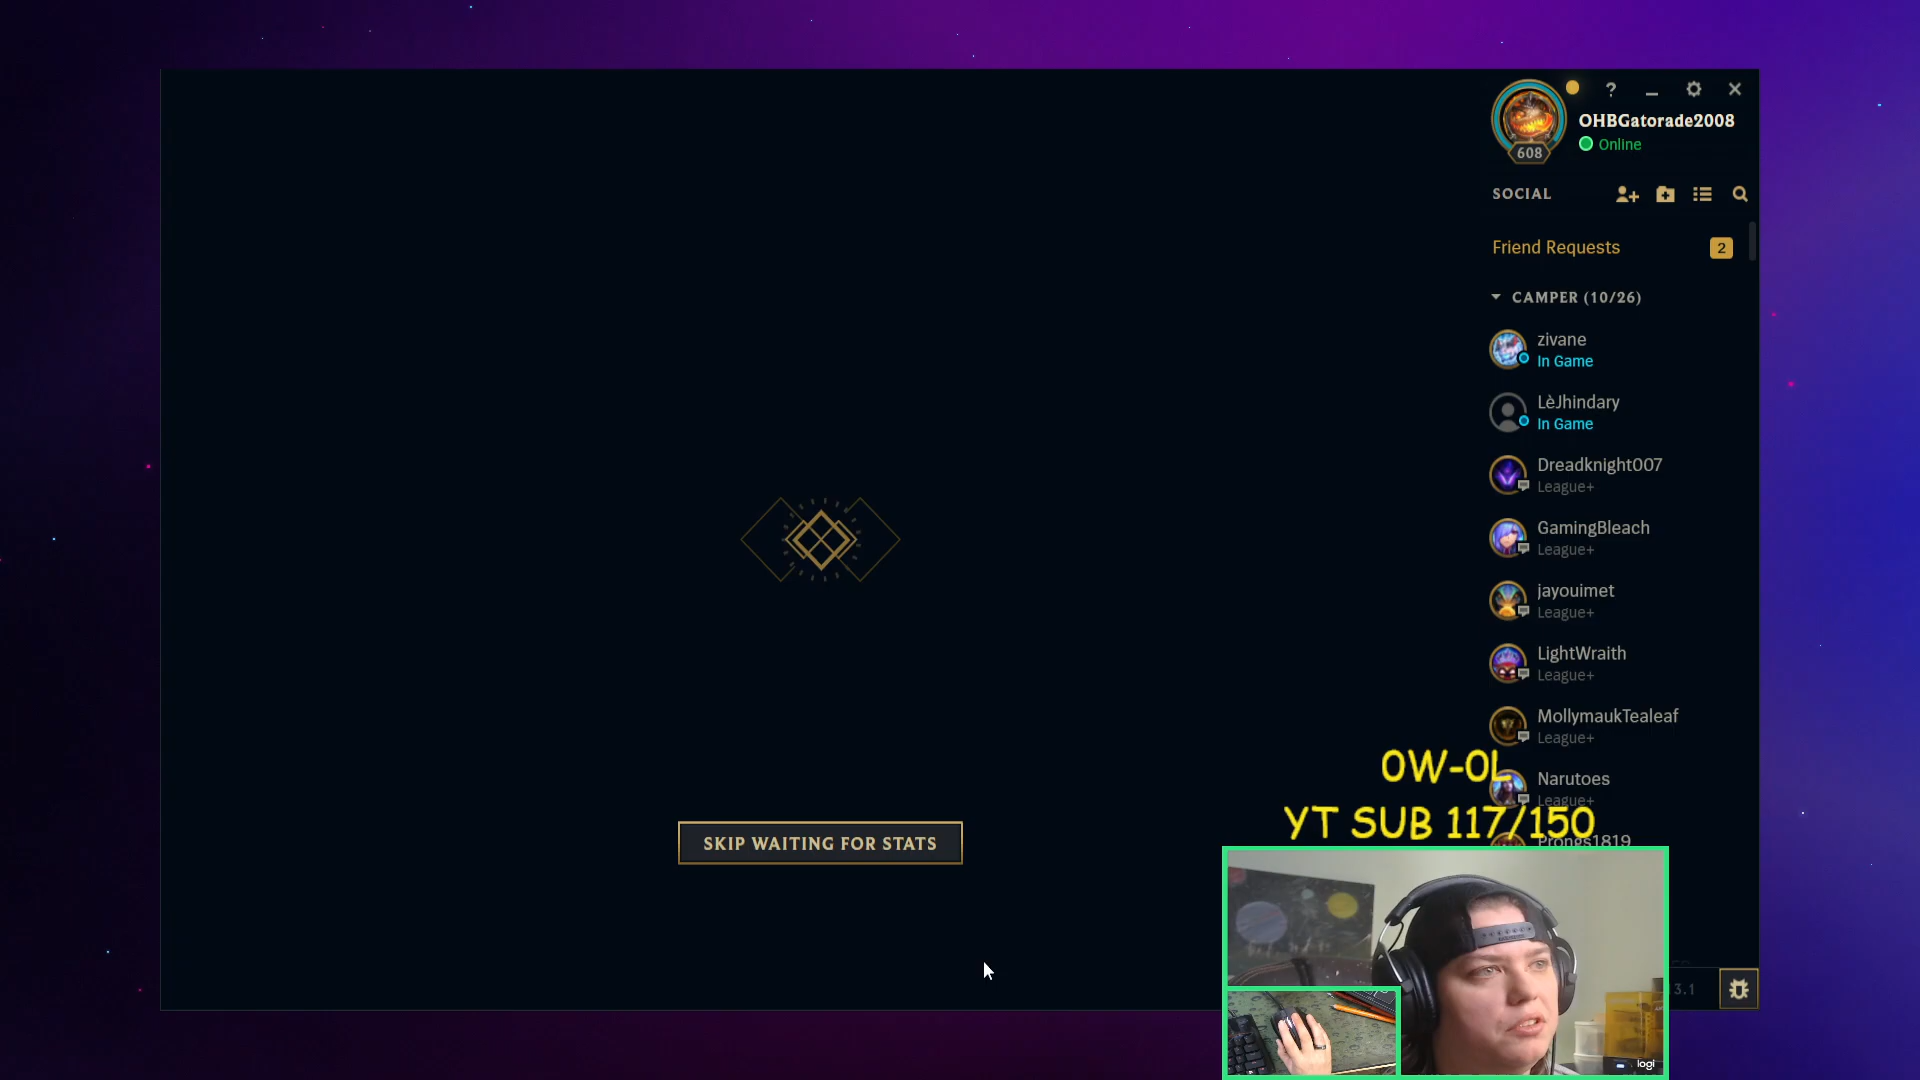 ?
OHBGatorade2008
Online
608
SOCIAL
Friend Requests
2
CAMPER (10/26)
zivane
In Game
LèJhindary
In Game
Dreadknight007
League+
GamingBleach
League+
jayouimet
League+
LightWraith
League+
MollymaukTealeaf
League+
0W-0L
Narutoes
League+
YT SUB 117/150
Prongs1819
SKIP WAITING FOR STATS
3.1
logi